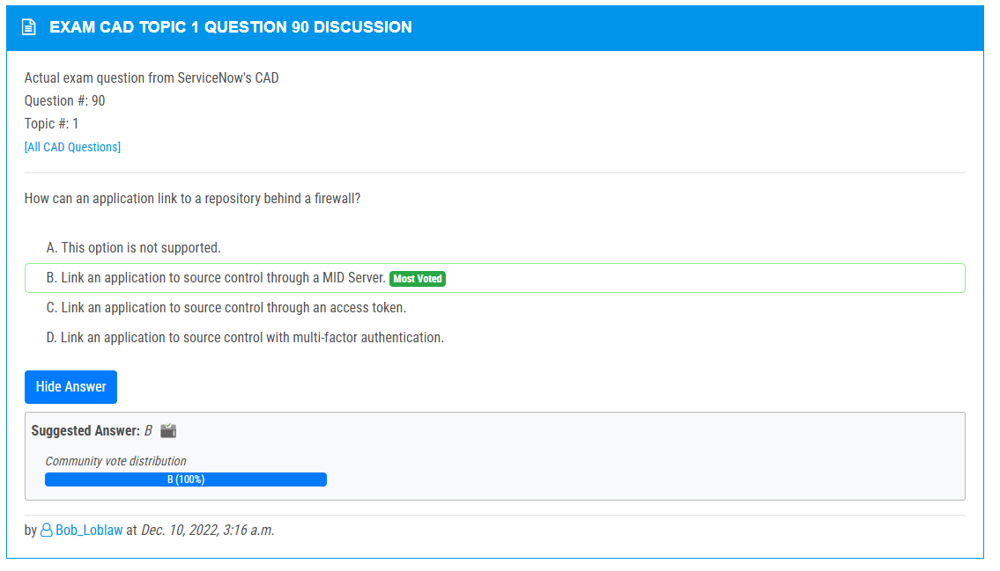 EXAM CAD TOPIC 1 QUESTION 90 DISCUSSION
Actual exam question from ServiceNow's CAD
Question #: 90
Topic #: 1
[All CAD Questions]
How can an application link to a repository behind a firewall?
A. This option is not supported.
B. Link an application to source control through a MID Server. Most Voted
C. Link an application to source control through an access token.
D. Link an application to source control with multi-factor authentication.
Hide Answer
Suggested Answer: B
Community vote distribution
B (100%)
by Bob_Loblaw at Dec. 10, 2022, 3:16 a.m.